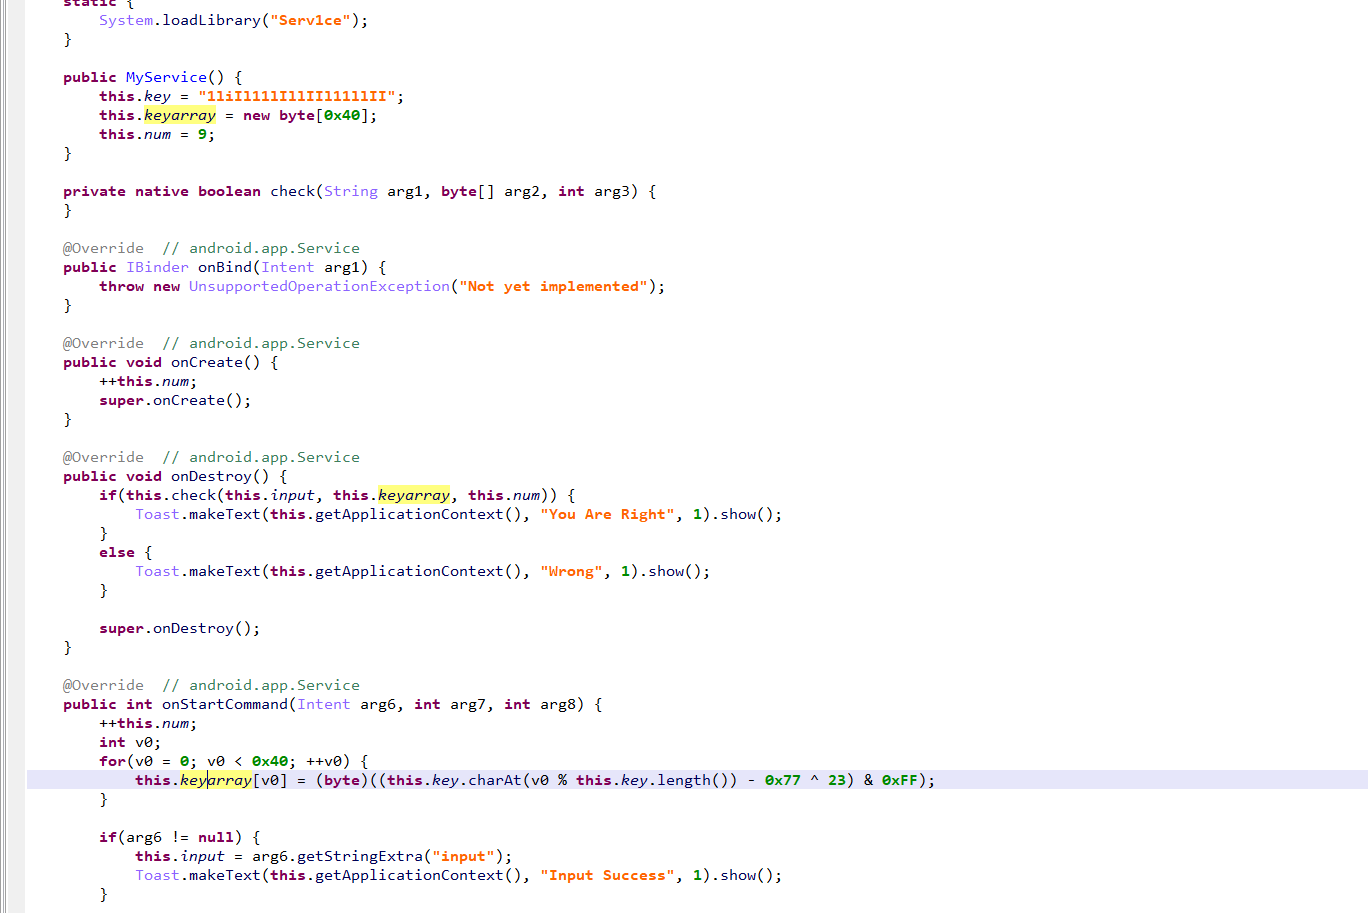 static {
System.loadLibrary("Serv1ce");
}
public MyService() {
this.key = "1liIl11lIllIIl11llII";
this.keyarray = new byte[0x40];
this.num = 9;
}
private native boolean check(String arg1, byte[] arg2, int arg3) {
}
@Override  // android.app.Service
public IBinder onBind(Intent arg1) {
throw new UnsupportedOperationException("Not yet implemented");
}
@Override  // android.app.Service
public void onCreate() {
++this.num;
super.onCreate();
}
@Override  // android.app.Service
public void onDestroy() {
if(this.check(this.input, this.keyarray, this.num)) {
Toast.makeText(this.getApplicationContext(), "You Are Right", 1).show();
}
else {
Toast.makeText(this.getApplicationContext(), "Wrong", 1).show();
}
super.onDestroy();
}
@Override  // android.app.Service
public int onStartCommand(Intent arg6, int arg7, int arg8) {
++this.num;
int v0;
for(v0 = 0; v0 < 0x40; ++v0) {
this.keyarray[v0] = (byte)((this.key.charAt(v0 % this.key.length()) - 0x77 ^ 23) & 0xFF);
}
if(arg6 != null) {
this.input = arg6.getStringExtra("input");
Toast.makeText(this.getApplicationContext(), "Input Success", 1).show();
}